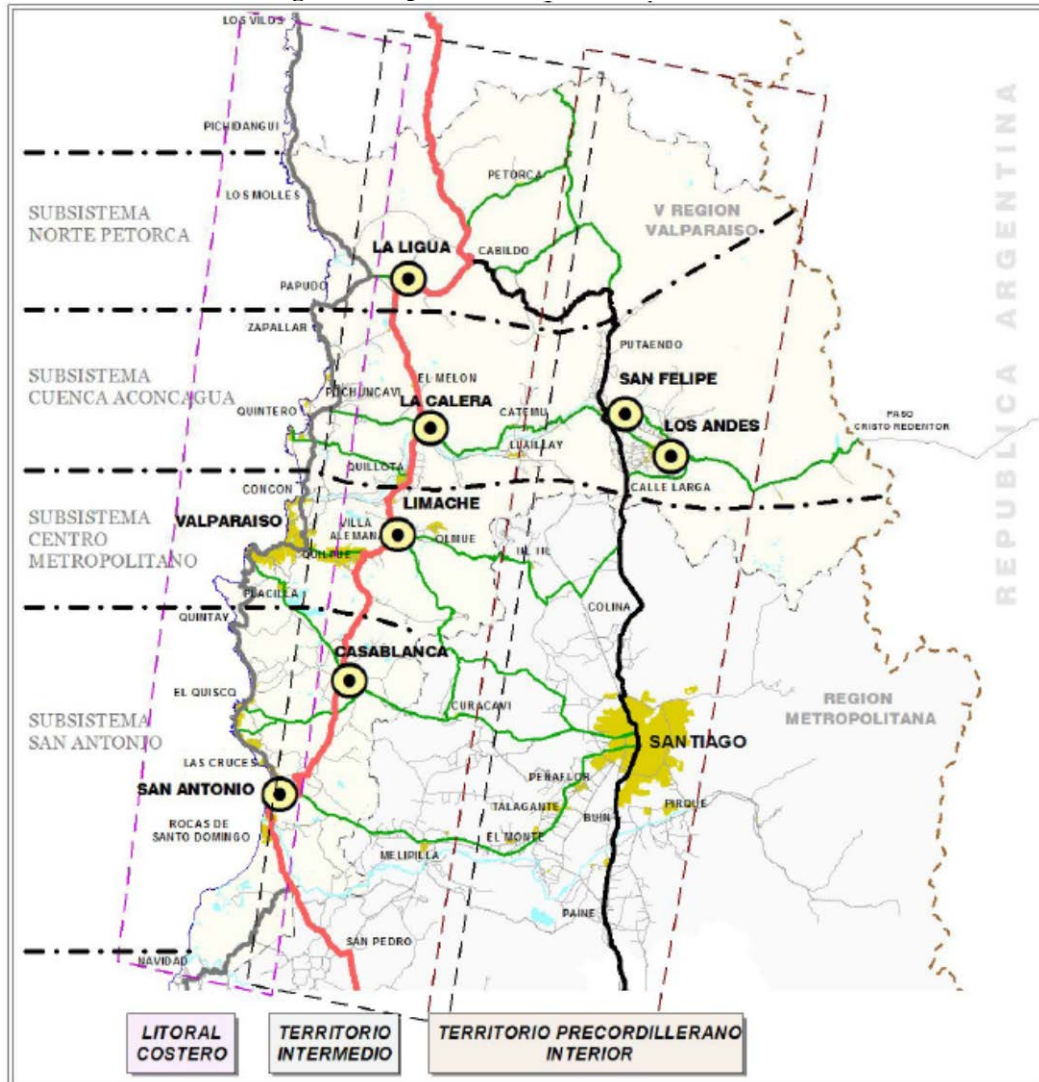 LOS VILOS
PICHIDANGUI
PETORCA
LOS MOLLES
SUBSISTEMA
NORTE PETORCA
V REGION
VALPARAISO
LA LIGUA
CABILDO
PAPUDO
ZAPALLAR
PUTAENDO
SUBSISTEMA
CUENCA ACONCAGUA
EL MELON
SAN FELIPE
PUCHUNCAVI
LA CALERA
QUINTERO
CATEMU
LOS ANDES
PASO
CRISTO REDENTOR
LLAILLAY
QUILLOTA
CALLE LARGA
CONCON
LIMACHE
SUBSISTEMA
CENTRO
METROPOLITANO
VALPARAISO
VILLA
ALEMANA
OLMUE
QUILPUE
TIL TIL
PLACILLA
COLINA
QUINTAY
CASABLANCA
EL QUISCO
CURACAVI
REGION
METROPOLITANA
SUBSISTEMA
SAN ANTONIO
SANTIAGO
LAS CRUCES
PEÑAFLOR
SAN ANTONIO
TALAGANTE
PIRQUE
ROCAS DE
SANTO DOMINGO
BUIN
EL MONTE
MELIPILLA
PAINE
SAN PEDRO
NAVIDAD
REPUBLICA ARGENTINA
LITORAL
COSTERO
TERRITORIO
INTERMEDIO
TERRITORIO PRECORDILLERANO
INTERIOR